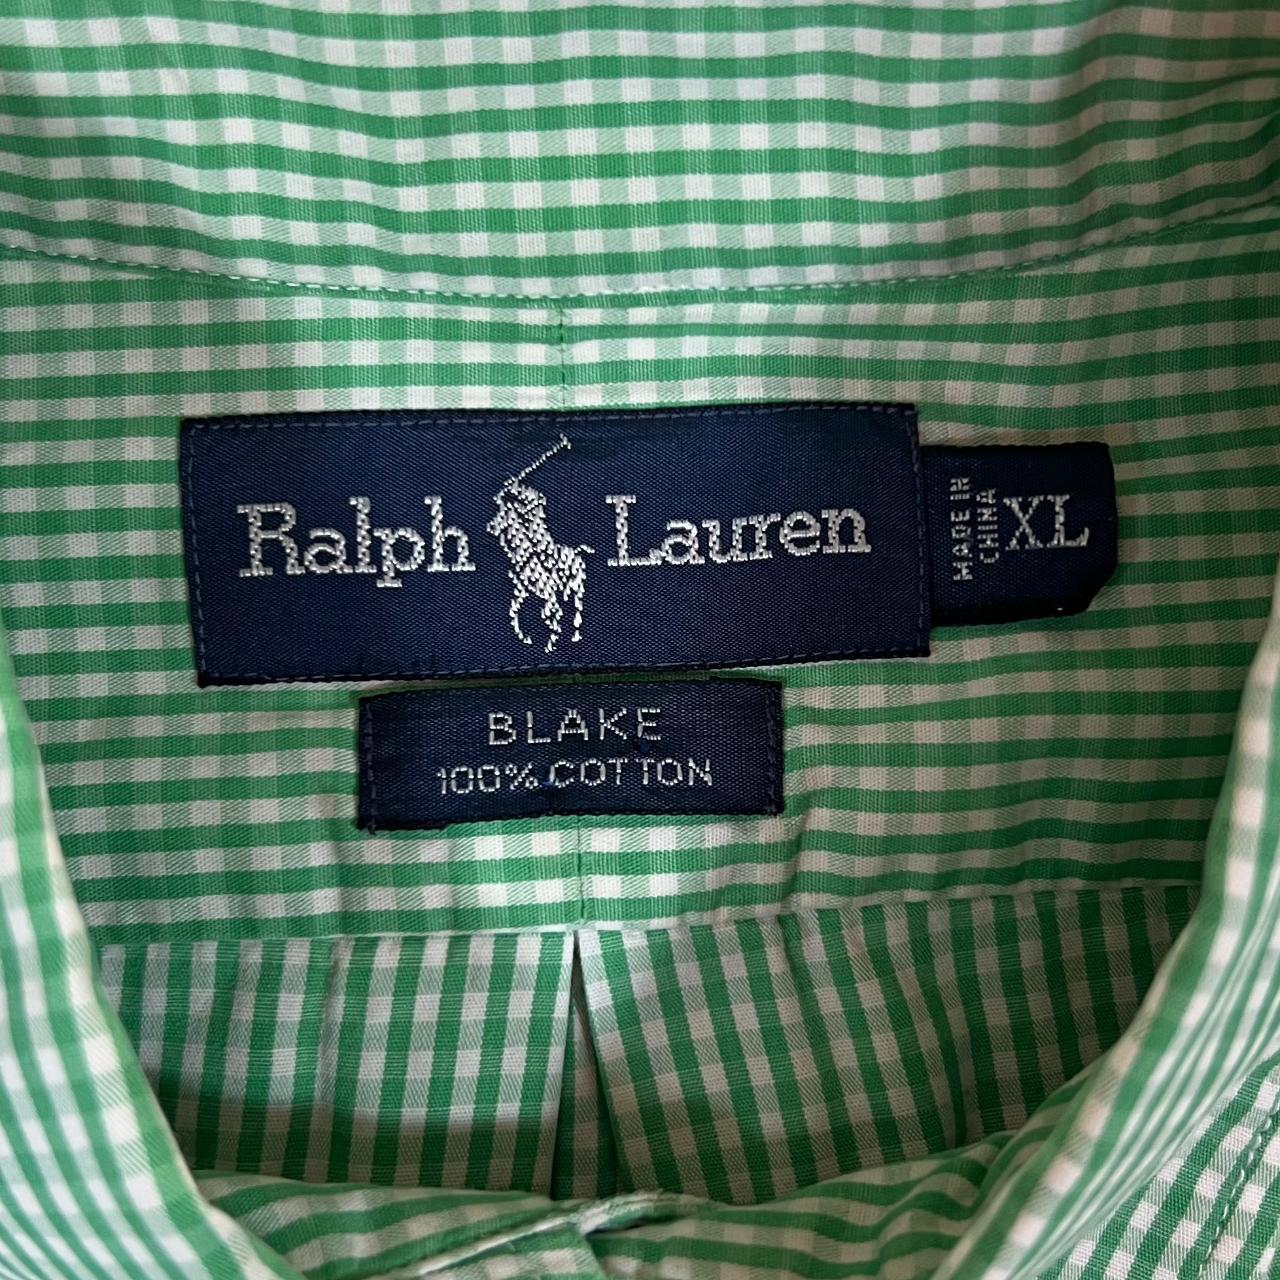 Ralph Lauren
MADE IN
CHINA
XL
BLAKE
100% COTTON